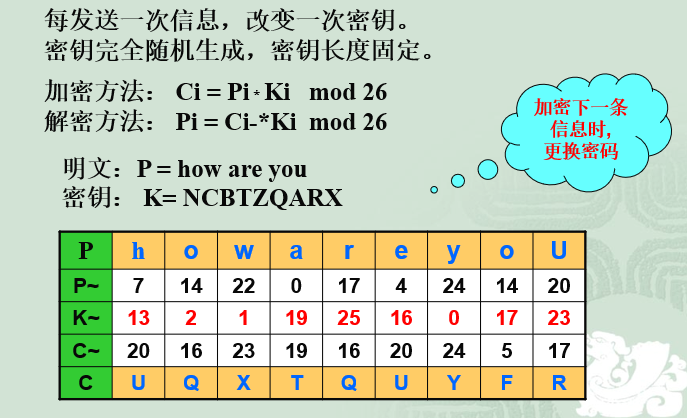 每发送一次信息，改变一次密钥。
密钥完全随机生成，密钥长度固定。
加密方法： Ci = Pi * Ki mod 26
解密方法： Pi = Ci-*Ki mod 26
加密下一条
信息时,
更换密码
明文：P = how are you
密钥： K= NCBTZQARX
P h o w a r e y o U
P~ 7 14 22 0 17 4 24 14 20
K~ 13 2 1 19 25 16 0 17 23
C~ 20 16 23 19 16 20 24 5 17
C U Q X T Q U Y F R